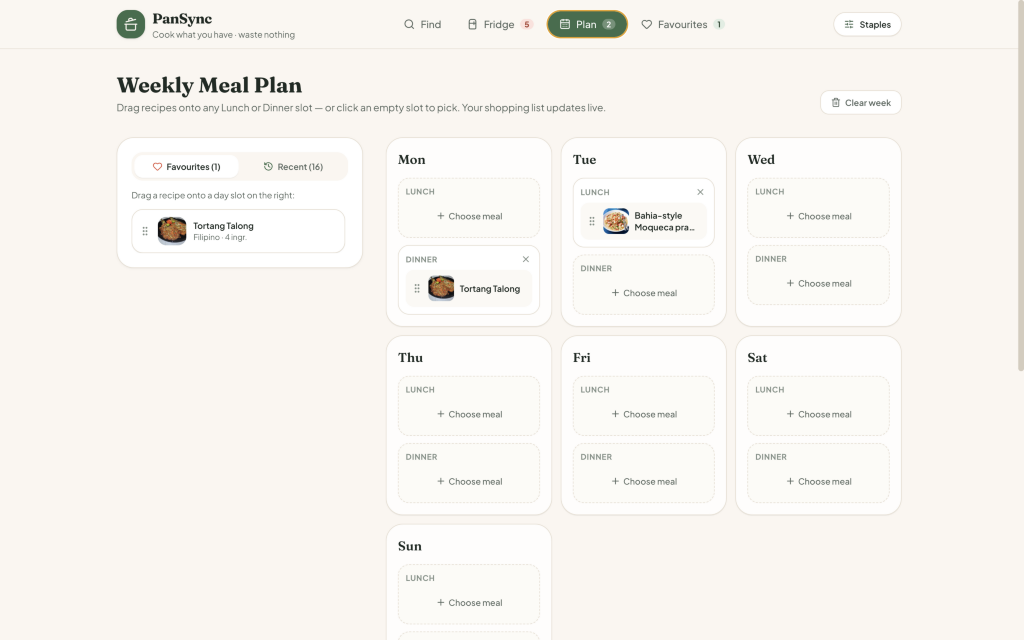 PanSync
Cook what you have · waste nothing
Find
Fridge 5
Plan 2
Favourites 1
Staples
Weekly Meal Plan
Drag recipes onto any Lunch or Dinner slot — or click an empty slot to pick. Your shopping list updates live.
Clear week
Favourites (1)
Recent (16)
Drag a recipe onto a day slot on the right:
Tortang Talong
Filipino · 4 ingr.
Mon
LUNCH
+ Choose meal
DINNER
Tortang Talong
Tue
LUNCH
Bahia-style
Moqueca pra...
DINNER
+ Choose meal
Wed
LUNCH
+ Choose meal
DINNER
+ Choose meal
Thu
LUNCH
+ Choose meal
DINNER
+ Choose meal
Fri
LUNCH
+ Choose meal
DINNER
+ Choose meal
Sat
LUNCH
+ Choose meal
DINNER
+ Choose meal
Sun
LUNCH
+ Choose meal